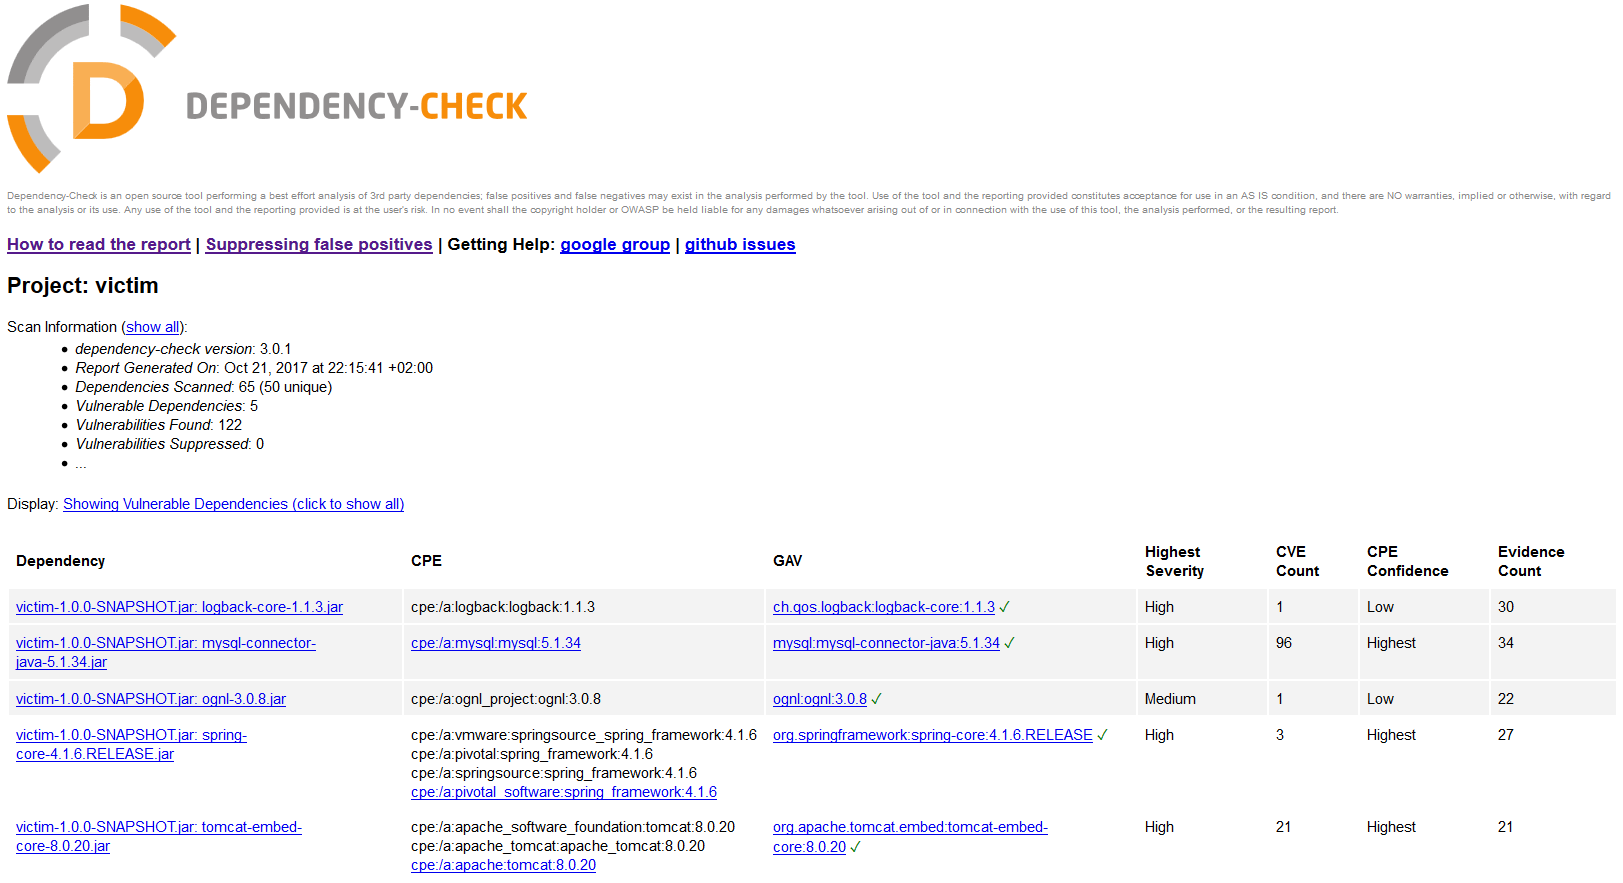 D
DEPENDENCY-CHECK
Dependency-Check is an open source tool performing a best effort analysis of 3rd party dependencies; false positives and false negatives may exist in the analysis performed by the tool. Use of the tool and the reporting provided constitutes acceptance for use in an AS IS condition, and there are NO warranties, implied or otherwise, with regard
to the analysis or its use. Any use of the tool and the reporting provided is at the user's risk. In no event shall the copyright holder or OWASP be held liable for any damages whatsoever arising out of or in connection with the use of this tool, the analysis performed, or the resulting report.
How to read the report | Suppressing false positives | Getting Help: google group | github issues
Project: victim
Scan Information (show all):
• dependency-check version: 3.0.1
• Report Generated On: Oct 21, 2017 at 22:15:41 +02:00
• Dependencies Scanned: 65 (50 unique)
• Vulnerable Dependencies: 5
• Vulnerabilities Found: 122
• Vulnerabilities Suppressed: 0
• ...
Display: Showing Vulnerable Dependencies (click to show all)
Dependency CPE GAV Highest Severity CVE Count CPE Confidence Evidence Count
victim-1.0.0-SNAPSHOT.jar: logback-core-1.1.3.jar cpe:/a:logback:logback:1.1.3 ch.qos.logback:logback-core:1.1.3 ✓ High 1 Low 30
victim-1.0.0-SNAPSHOT.jar: mysql-connector- cpe:/a:mysql:mysql:5.1.34 mysql:mysql-connector-java:5.1.34 ✓ High 96 Highest 34
java-5.1.34.jar
victim-1.0.0-SNAPSHOT.jar: ognl-3.0.8.jar cpe:/a:ognl_project:ognl:3.0.8 ognl:ognl:3.0.8 ✓ Medium 1 Low 22
victim-1.0.0-SNAPSHOT.jar: spring- cpe:/a:vmware:springsource_spring_framework:4.1.6 org.springframework:spring-core:4.1.6.RELEASE ✓ High 3 Highest 27
core-4.1.6.RELEASE.jar cpe:/a:pivotal:spring_framework:4.1.6
cpe:/a:springsource:spring_framework:4.1.6
cpe:/a:pivotal_software:spring_framework:4.1.6
victim-1.0.0-SNAPSHOT.jar: tomcat-embed- cpe:/a:apache_software_foundation:tomcat:8.0.20 org.apache.tomcat.embed:tomcat-embed- High 21 Highest 21
core-8.0.20.jar cpe:/a:apache_tomcat:apache_tomcat:8.0.20 core:8.0.20 ✓
cpe:/a:apache:tomcat:8.0.20